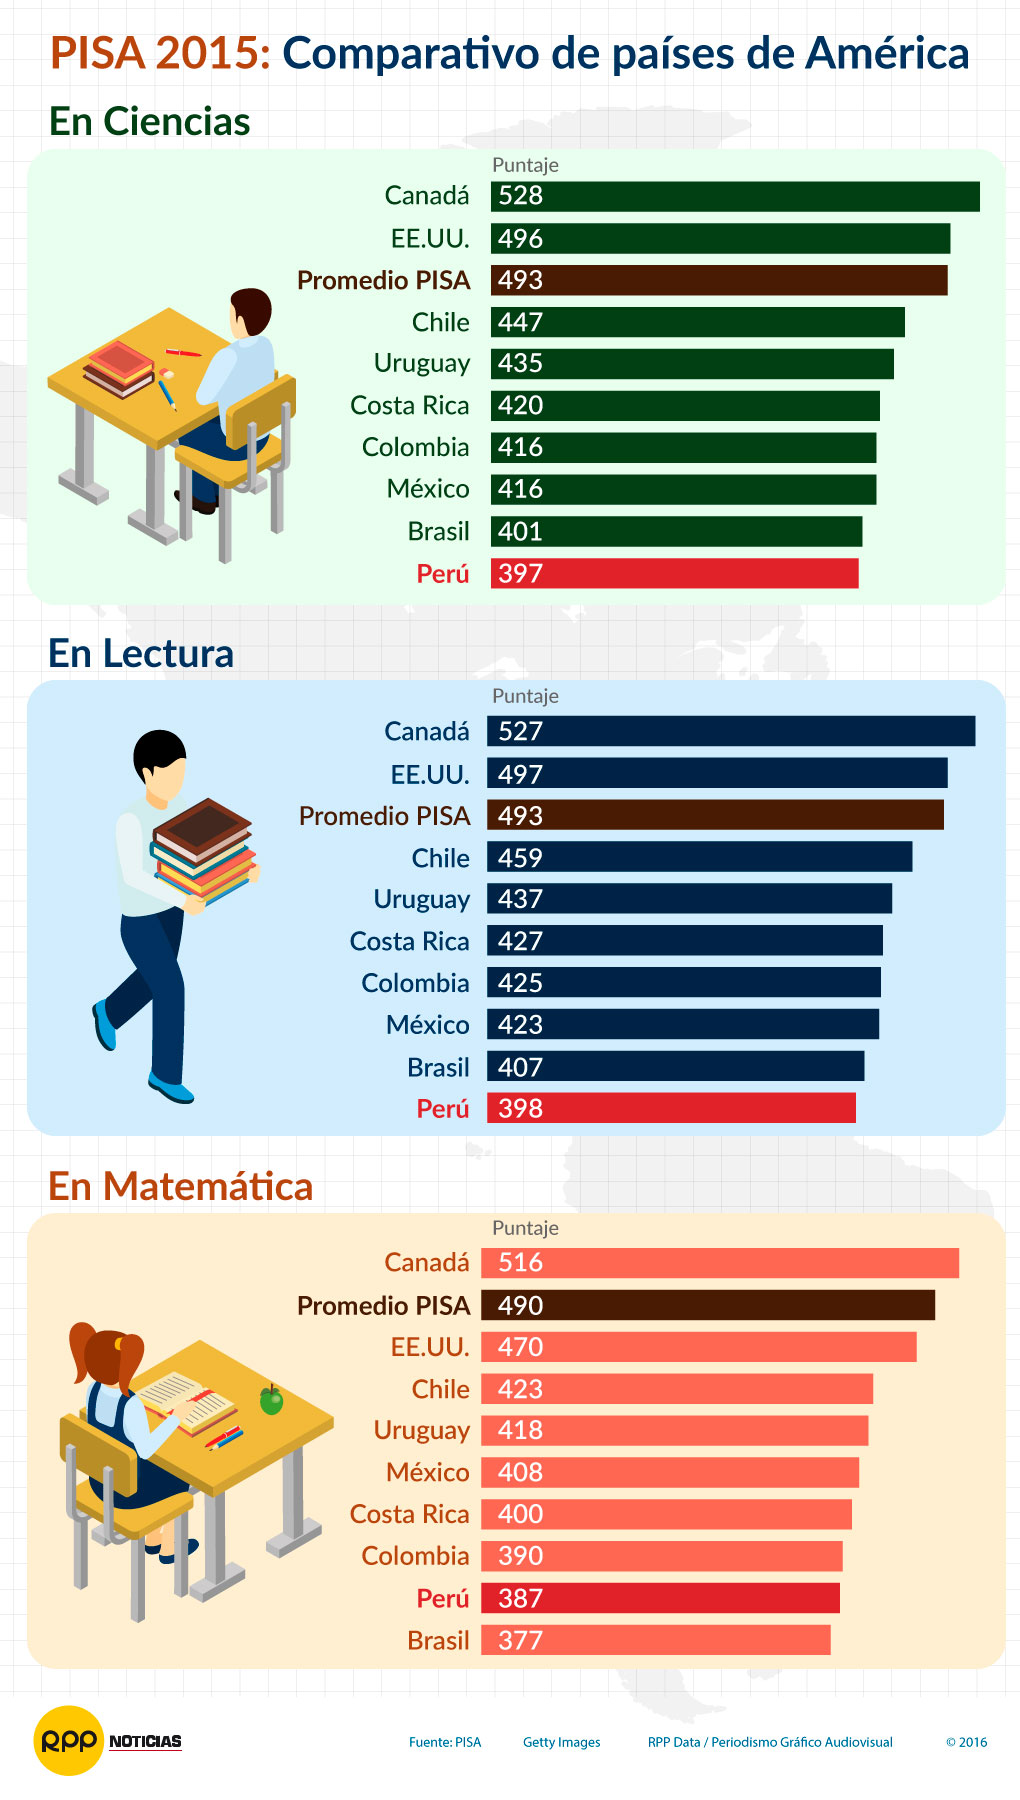 PISA 2015: Comparativo de países de América
En Ciencias
Puntaje
Canadá 528
EE.UU. 496
Promedio PISA 493
Chile 447
Uruguay 435
Costa Rica 420
Colombia 416
México 416
Brasil 401
Perú 397
En Lectura
Puntaje
Canadá 527
EE.UU. 497
Promedio PISA 493
Chile 459
Uruguay 437
Costa Rica 427
Colombia 425
México 423
Brasil 407
Perú 398
En Matemática
Puntaje
Canadá 516
Promedio PISA 490
EE.UU. 470
Chile 423
Uruguay 418
México 408
Costa Rica 400
Colombia 390
Perú 387
Brasil 377
RPP NOTICIAS Fuente: PISA Getty Images RPP Data / Periodismo Gráfico Audiovisual © 2016